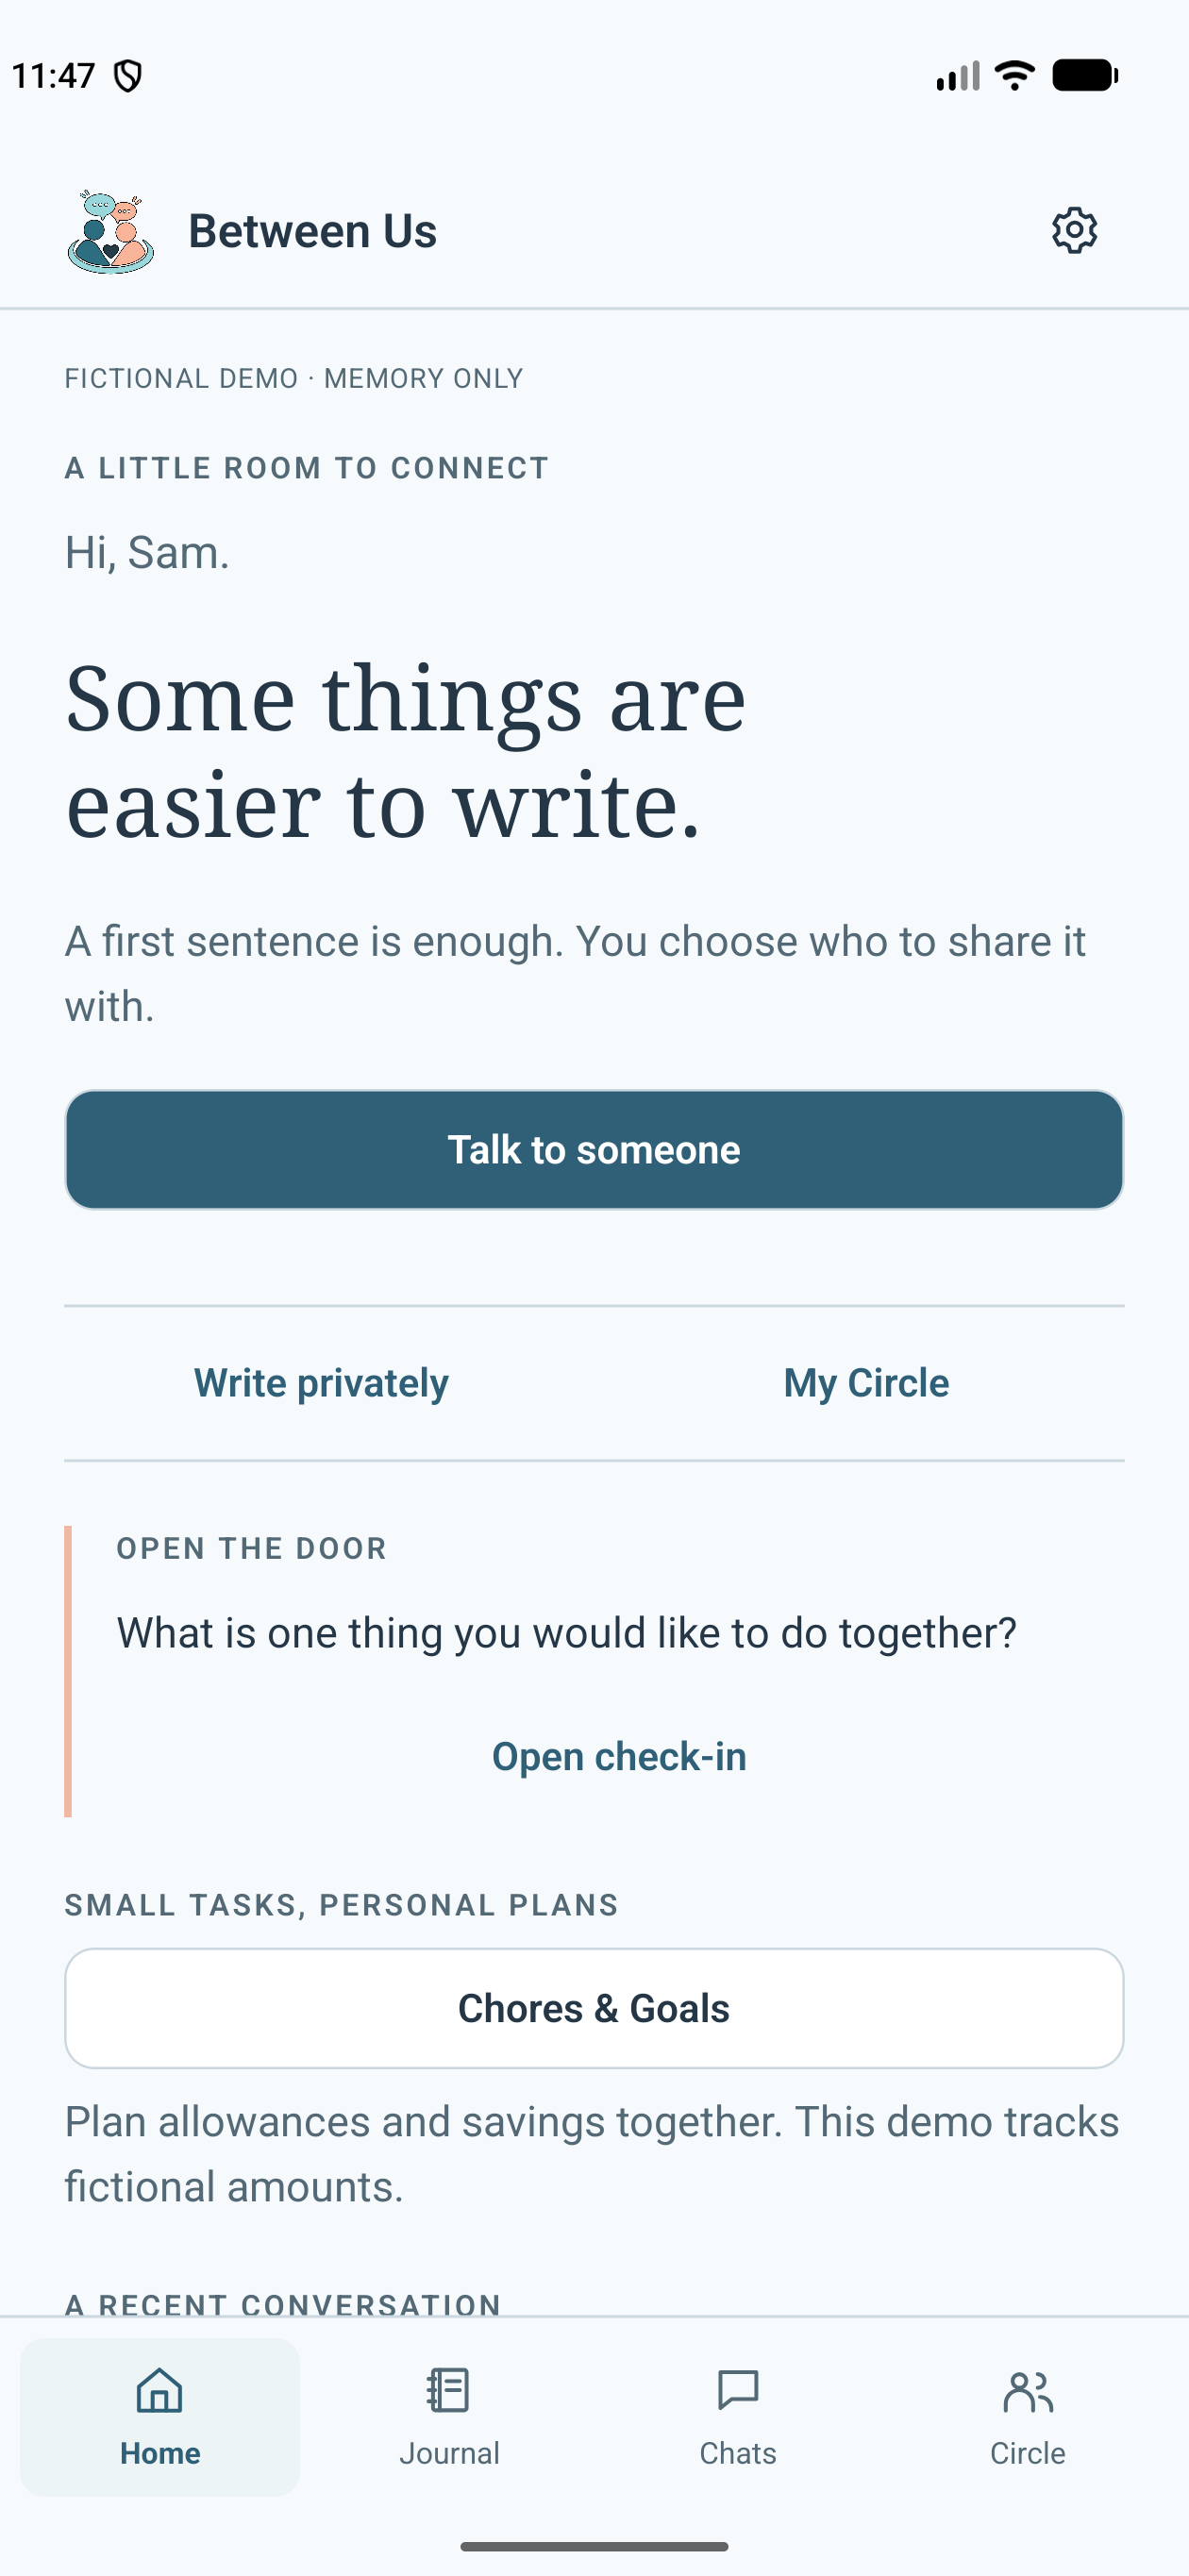 11:47
Between Us
FICTIONAL DEMO · MEMORY ONLY
A LITTLE ROOM TO CONNECT
Hi, Sam.
Some things are
easier to write.
A first sentence is enough. You choose who to share it
with.
Talk to someone
Write privately
My Circle
OPEN THE DOOR
What is one thing you would like to do together?
Open check-in
SMALL TASKS, PERSONAL PLANS
Chores & Goals
Plan allowances and savings together. This demo tracks
fictional amounts.
A RECENT CONVERSATION
Home
Journal
Chats
Circle